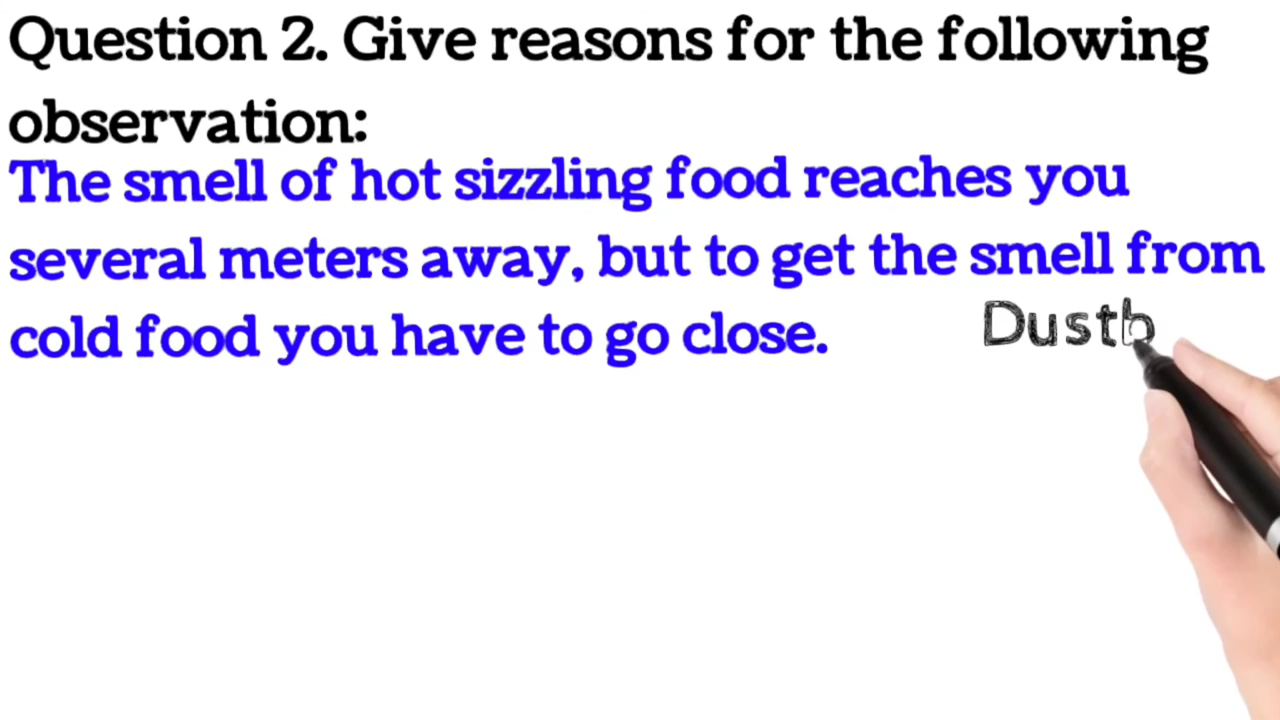 Question 2. Give reasons for the following
observation:
The smell of hot sizzling food reaches you
several meters away, but to get the smell from
cold food you have to go close.
Dustb